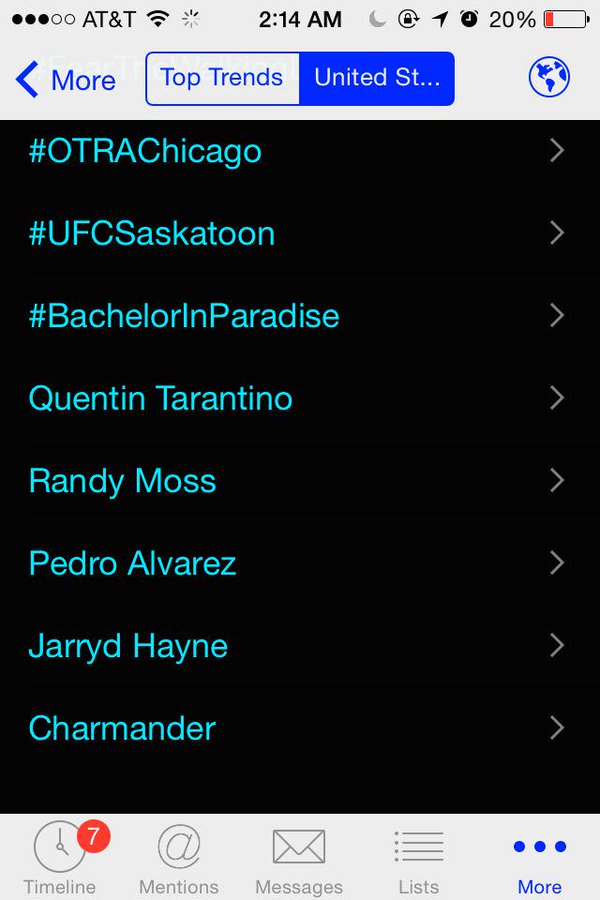 AT&T 2:14 AM 20%
#FearTheWalkingD
More Top Trends United St...
#OTRAChicago
#UFCSaskatoon
#BachelorInParadise
Quentin Tarantino
Randy Moss
Pedro Alvarez
Jarryd Hayne
Charmander
7
Timeline Mentions Messages Lists More